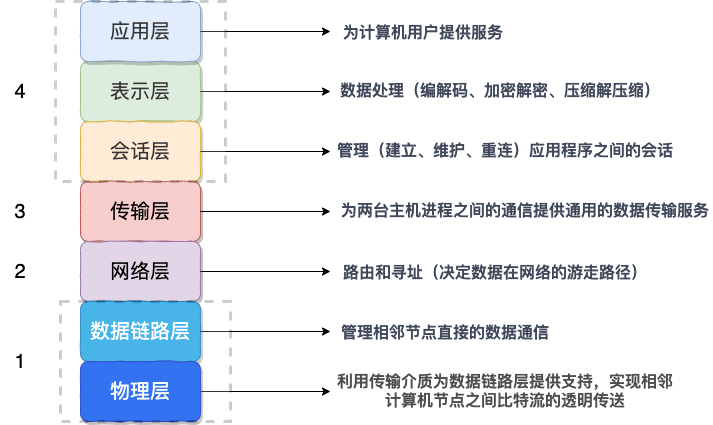 应用层
为计算机用户提供服务
4
表示层
数据处理（编解码、加密解密、压缩解压缩）
会话层
管理（建立、维护、重连）应用程序之间的会话
3
传输层
为两台主机进程之间的通信提供通用的数据传输服务
2
网络层
路由和寻址（决定数据在网络的游走路径）
数据链路层
管理相邻节点直接的数据通信
1
物理层
利用传输介质为数据链路层提供支持，实现相邻
计算机节点之间比特流的透明传送